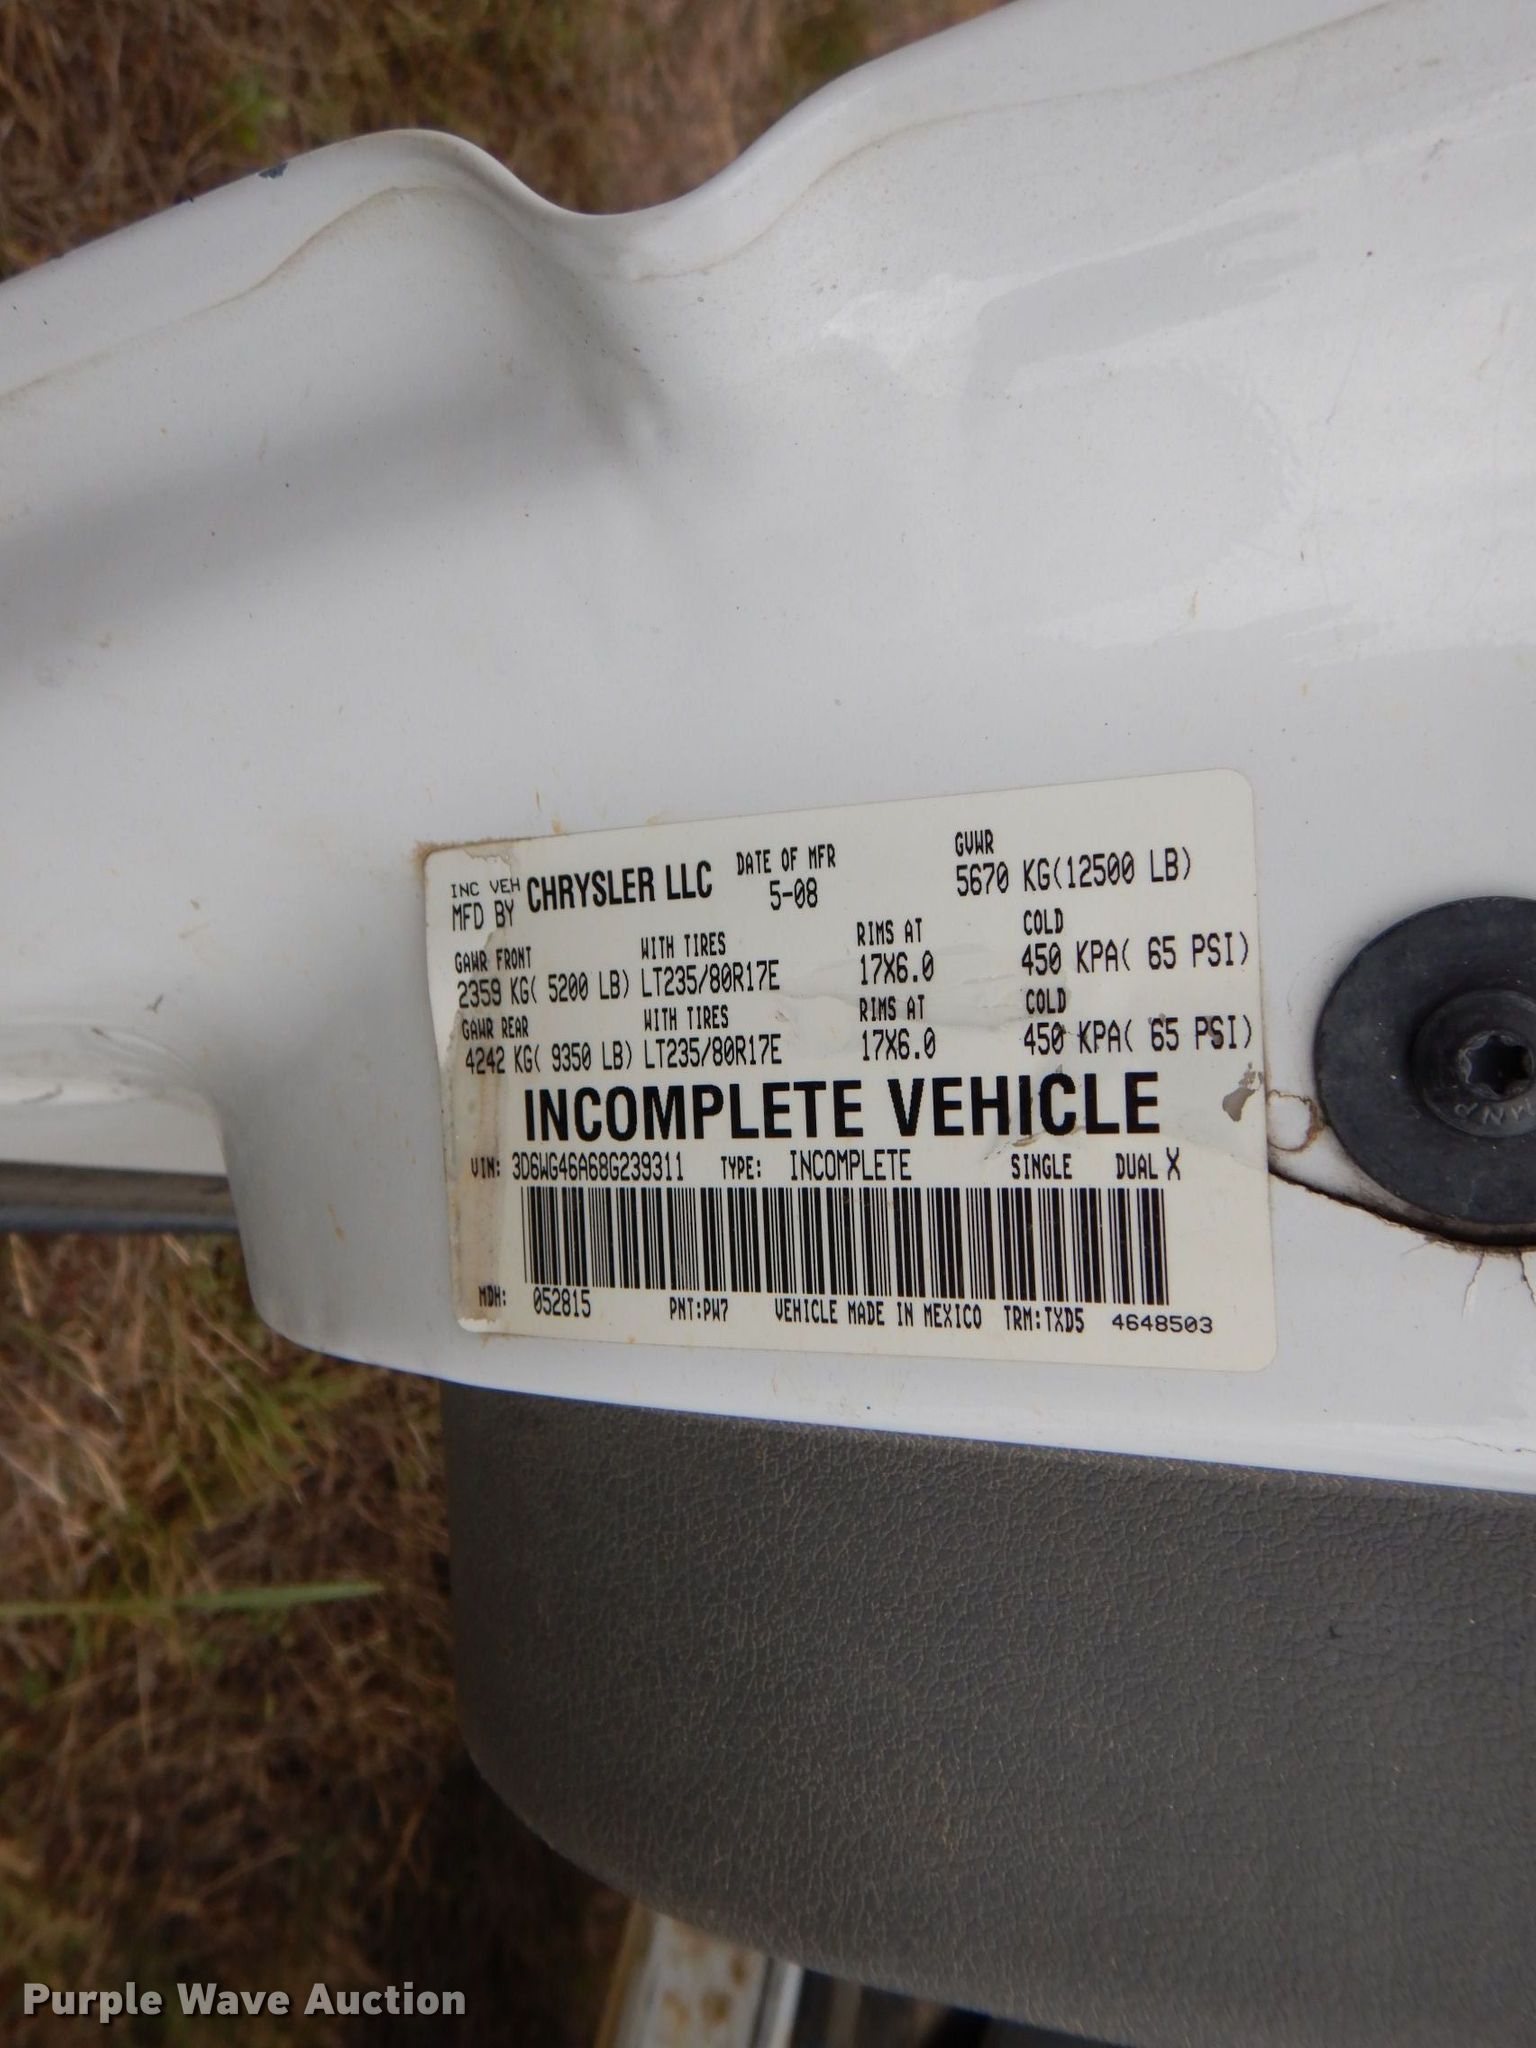 INC VEH
MFD BY CHRYSLER LLC
DATE OF MFR
5-08
GVWR
5670 KG(12500 LB)
GAWR FRONT WITH TIRES RIMS AT COLD
2359 KG( 5200 LB) LT235/80R17E 17X6.0 450 KPA( 65 PSI)
GAWR REAR WITH TIRES RIMS AT COLD
4242 KG( 9350 LB) LT235/80R17E 17X6.0 450 KPA( 65 PSI)
INCOMPLETE VEHICLE
VIN: 3D6WG46A68G239311 TYPE: INCOMPLETE SINGLE DUAL X
MDH: 052815 PNT:PW7 VEHICLE MADE IN MEXICO TRM:TXD5 4648503
MNP
Purple Wave Auction